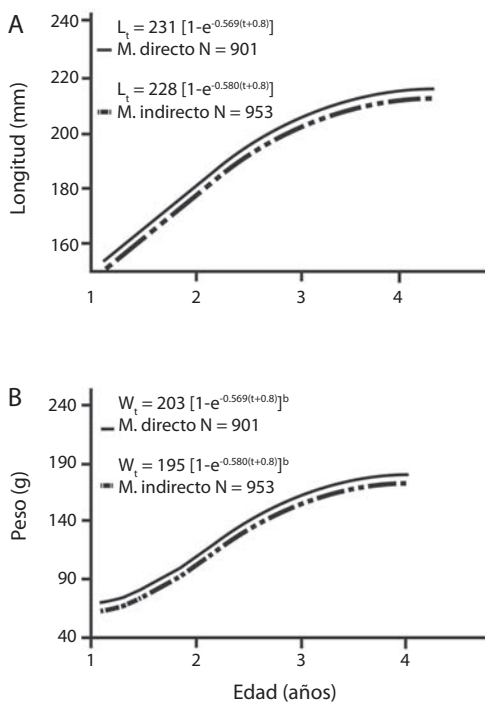 A
L_t = 231 [1-e^-0.569(t+0.8)]
M. directo N = 901
L_t = 228 [1-e^-0.580(t+0.8)]
M. indirecto N = 953
Longitud (mm)
240
220
200
180
160
1 2 3 4
B
W_t = 203 [1-e^-0.569(t+0.8)]^b
M. directo N = 901
W_t = 195 [1-e^-0.580(t+0.8)]^b
M. indirecto N = 953
Peso (g)
240
190
140
90
40
1 2 3 4
Edad (años)